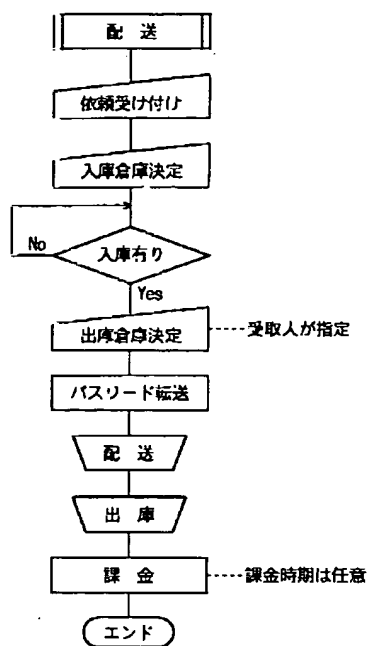 配 送
依頼受け付け
入庫倉庫決定
No
入庫有り
Yes
出庫倉庫決定
受取人が指定
パスリード転送
配 送
出 庫
課 金
課金時期は任意
エンド